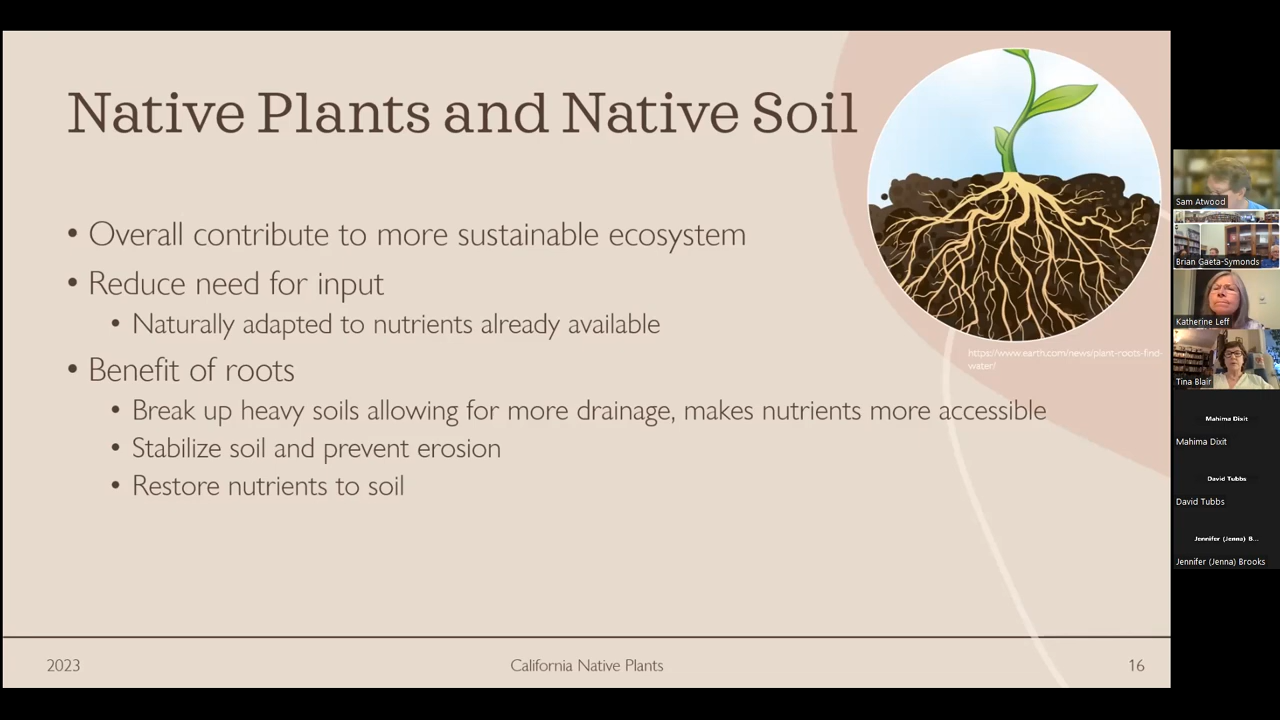 Native Plants and Native Soil
• Overall contribute to more sustainable ecosystem
• Reduce need for input
• Naturally adapted to nutrients already available
• Benefit of roots
• Break up heavy soils allowing for more drainage, makes nutrients more accessible
• Stabilize soil and prevent erosion
• Restore nutrients to soil
https://www.earth.com/news/plant-roots-find-
water/
2023
California Native Plants
16
Sam Atwood
Brian Gaeta-Symonds
Katherine Leff
Tina Blair
Mahima Dixit
Mahima Dixit
David Tubbs
David Tubbs
Jennifer (Jenna) B...
Jennifer (Jenna) Brooks